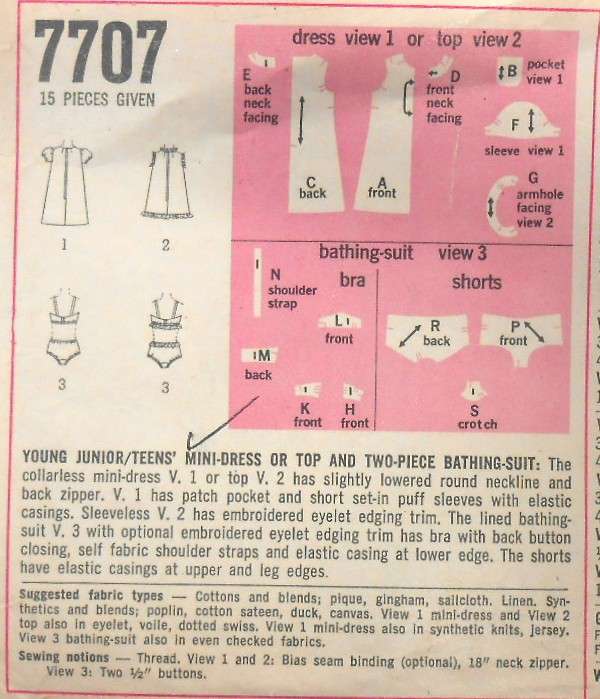 7707
15 PIECES GIVEN
1
2
3
3
dress view 1 or top view 2
E
back
neck
facing
C
back
A
front
D
front
neck
facing
B
pocket
view 1
F
sleeve view 1
G
armhole
facing
view 2
bathing-suit view 3
N
shoulder
strap
bra
L
front
M
back
K
front
H
front
shorts
R
back
P
front
S
crotch
YOUNG JUNIOR/TEENS' MINI-DRESS OR TOP AND TWO-PIECE BATHING-SUIT: The
collarless mini-dress V. 1 or top V. 2 has slightly lowered round neckline and
back zipper. V. 1 has patch pocket and short set-in puff sleeves with elastic
casings. Sleeveless V. 2 has embroidered eyelet edging trim. The lined bathing-
suit V. 3 with optional embroidered eyelet edging trim has bra with back button
closing, self fabric shoulder straps and elastic casing at lower edge. The shorts
have elastic casings at upper and leg edges.
Suggested fabric types — Cottons and blends; pique, gingham, sailcloth. Linen. Syn-
thetics and blends; poplin, cotton sateen, duck, canvas. View 1 mini-dress and View 2
top also in eyelet, voile, dotted swiss. View 1 mini-dress also in synthetic knits, jersey.
View 3 bathing-suit also in even checked fabrics.
Sewing notions — Thread. View 1 and 2: Bias seam binding (optional), 18" neck zipper.
View 3: Two ½" buttons.